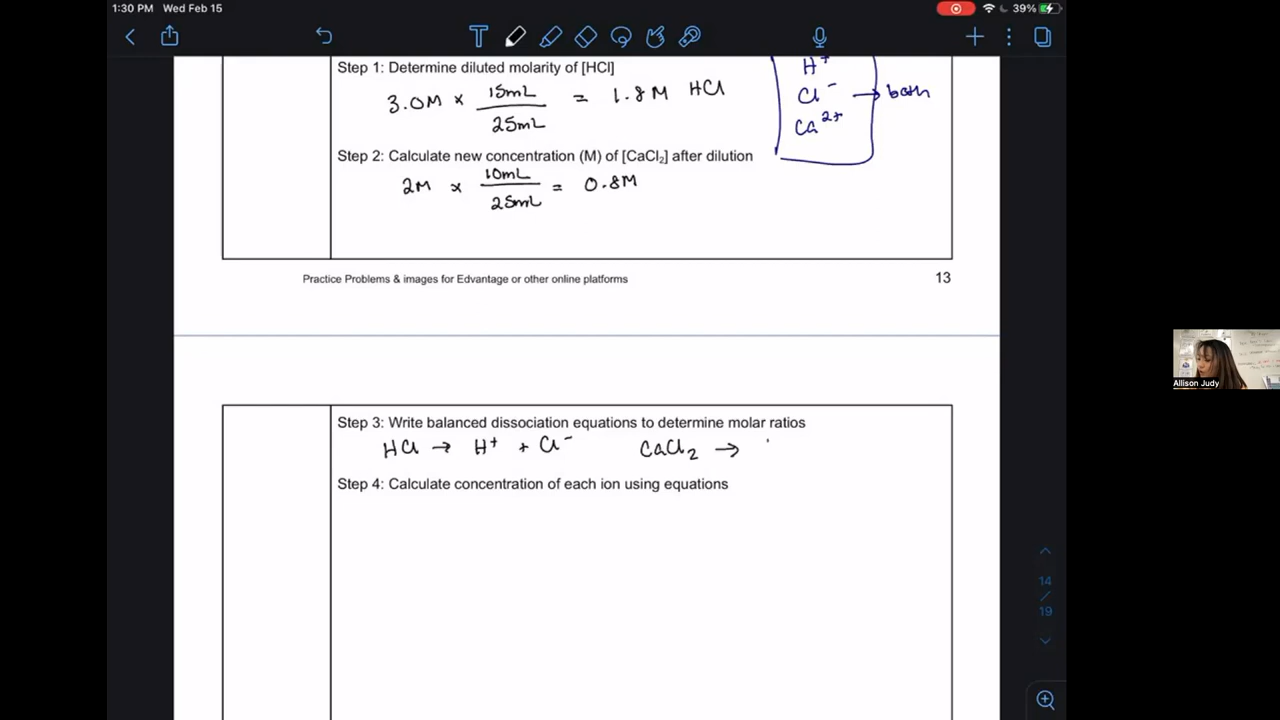 1:30 PM Wed Feb 15
39%
Step 1: Determine diluted molarity of [HCl]
3.0M × 15mL / 25mL = 1.8M HCl
H⁺
Cl⁻ → both
Ca²⁺
Step 2: Calculate new concentration (M) of [CaCl₂] after dilution
2M × 10mL / 25mL = 0.8M
Practice Problems & images for Edvantage or other online platforms
13
Step 3: Write balanced dissociation equations to determine molar ratios
HCl → H⁺ + Cl⁻ CaCl₂ →
Step 4: Calculate concentration of each ion using equations
14
/
19
Allison Judy